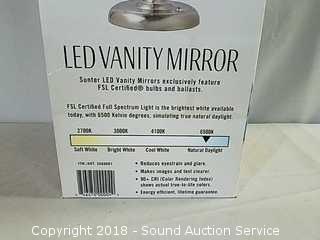 LED VANITY MIRROR
Sunter LED Vanity Mirrors exclusively feature
FSL Certified® bulbs and ballasts.
FSL Certified Full Spectrum Light is the brightest white available
today, with 6500 Kelvin degrees, simulating true natural daylight.
2700K 3000K 4100K 6500K
Soft White Bright White Cool White Natural Daylight
• Reduces eyestrain and glare.
• Makes images and text clearer.
• 90+ CRI (Color Rendering Index)
shows actual true-to-life colors.
• Energy efficient, lifetime guarantee.
Copyright 2018 - Sound Auction Service